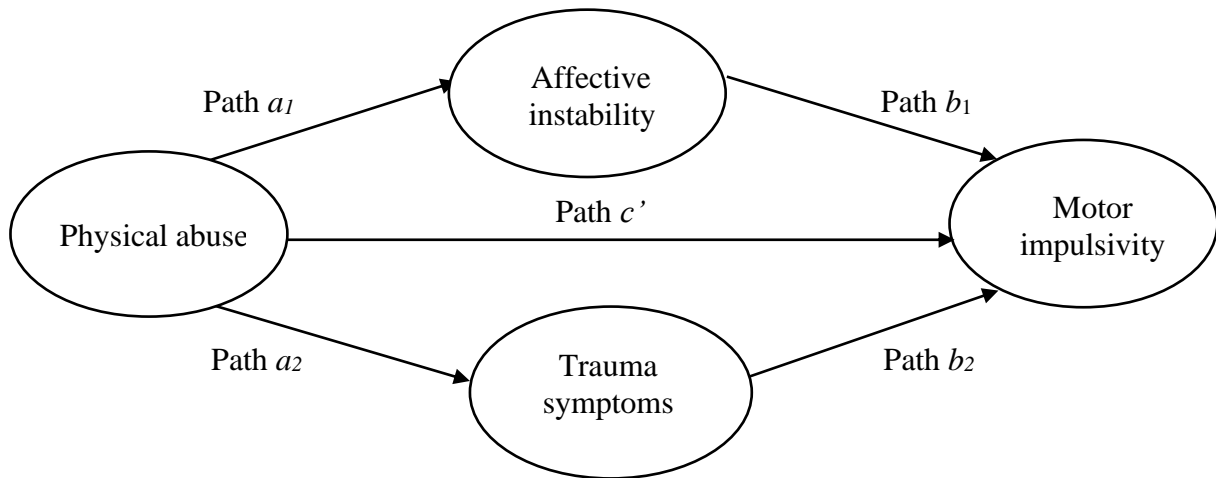 Affective
instability
Path a1
Path b1
Physical abuse
Path c’
Motor
impulsivity
Path a2
Trauma
symptoms
Path b2